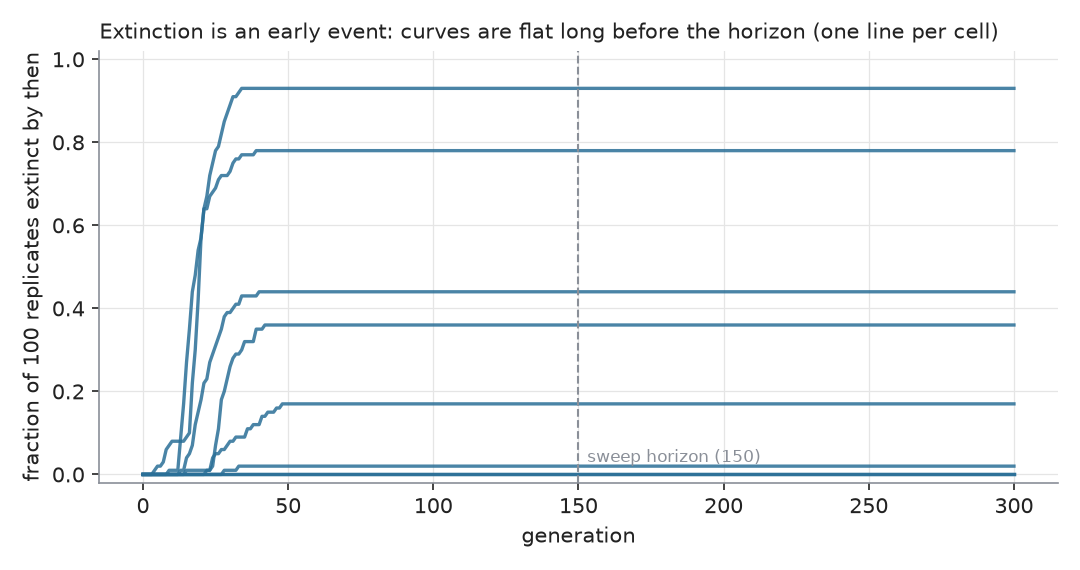 Extinction is an early event: curves are flat long before the horizon (one line per cell)
fraction of 100 replicates extinct by then
1.0
0.8
0.6
0.4
0.2
0.0
sweep horizon (150)
0 50 100 150 200 250 300
generation